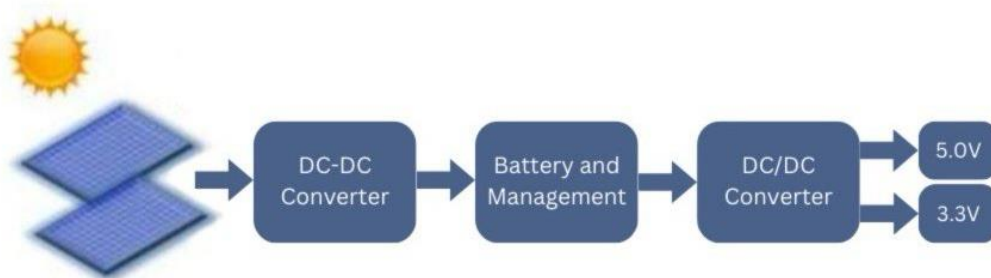 DC-DC
Converter
Battery and
Management
DC/DC
Converter
5.0V
3.3V